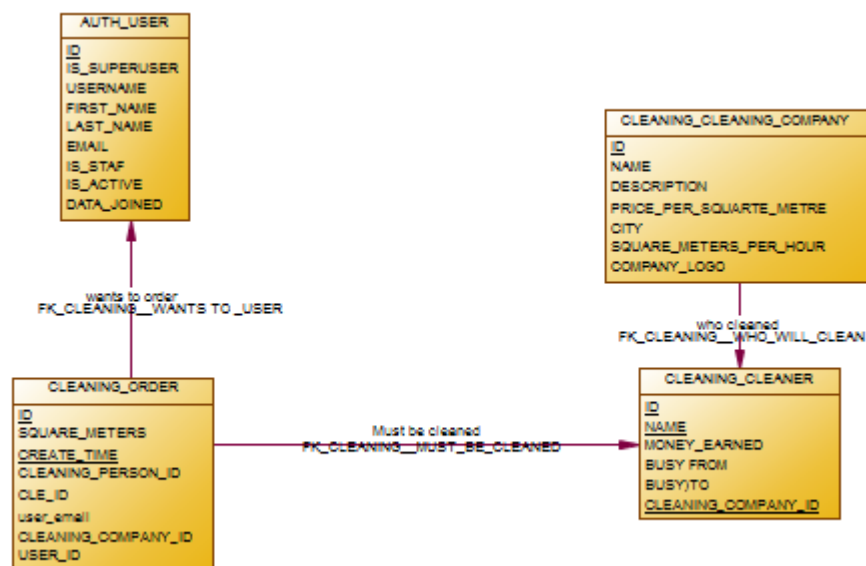 AUTH_USER
ID
IS_SUPERUSER
USERNAME
FIRST_NAME
LAST_NAME
EMAIL
IS_STAF
IS_ACTIVE
DATA_JOINED
CLEANING_CLEANING_COMPANY
ID
NAME
DESCRIPTION
PRICE_PER_SQUARTE_METRE
CITY
SQUARE_METERS_PER_HOUR
COMPANY_LOGO
wants to order
FK_CLEANING__WANTS TO _USER
who cleaned
FK_CLEANING__WHO_WILL_CLEAN
CLEANING_ORDER
ID
SQUARE_METERS
CREATE_TIME
CLEANING_PERSON_ID
CLE_ID
user_email
CLEANING_COMPANY_ID
USER_ID
Must be cleaned
FK_CLEANING__MUST_BE_CLEANED
CLEANING_CLEANER
ID
NAME
MONEY_EARNED
BUSY FROM
BUSY)TO
CLEANING_COMPANY_ID